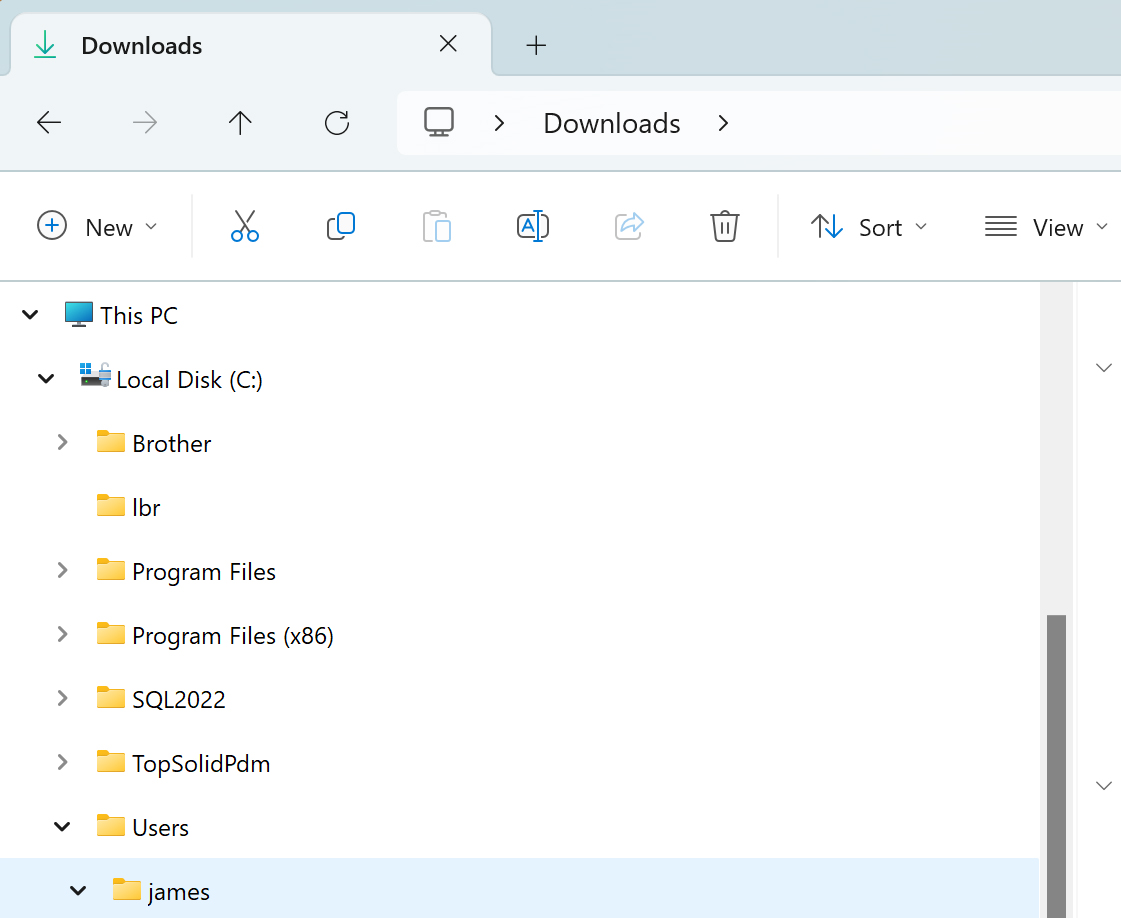 Downloads
Downloads
New Sort View
This PC
Local Disk (C:)
Brother
lbr
Program Files
Program Files (x86)
SQL2022
TopSolidPdm
Users
james